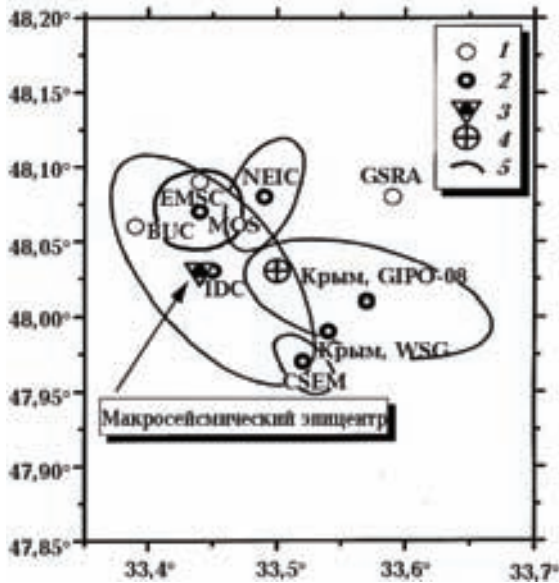 48,20°
48,15°
48,10°
48,05°
48,00°
47,95°
47,90°
47,85°
33,4°
33,5°
33,6°
33,7°
1
2
3
4
5
NEIC
GSRA
EMSC
BUC
MOS
IDC
Крым, GIPO-08
Крым, WSG
CSEM
Макросейсмический эпицентр